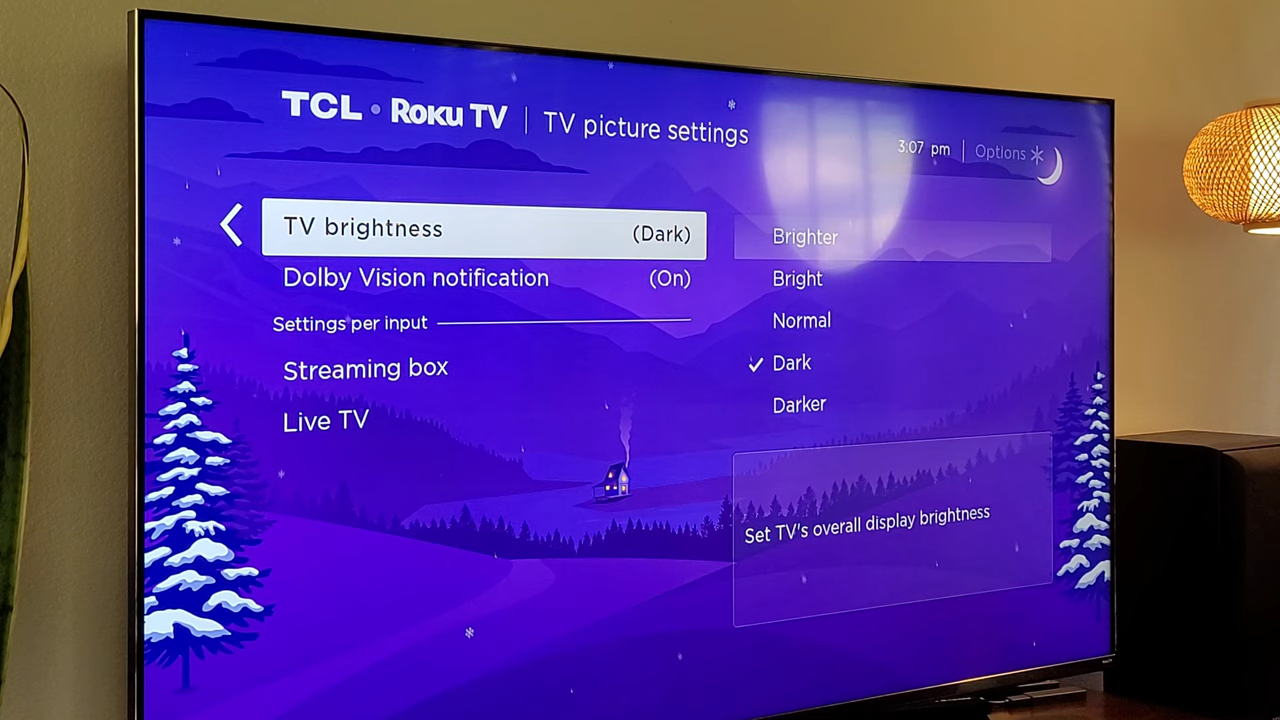 TCL • Roku TV | TV picture settings
3:07 pm | Options
TV brightness (Dark)
Dolby Vision notification (On)
Settings per input
Streaming box
Live TV
Brighter
Bright
Normal
✓ Dark
Darker
Set TV's overall display brightness